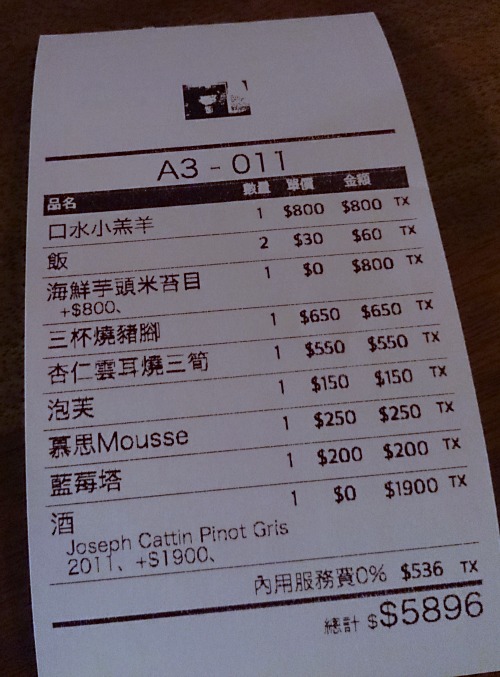 A3 - 011
品名 數量 單價 金額
口水小羔羊 1 $800 $800 TX
飯 2 $30 $60 TX
海鮮芋頭米苔目 1 $0 $800 TX
+$800、
三杯燒豬腳 1 $650 $650 TX
杏仁雲耳燒三筍 1 $550 $550 TX
泡芙 1 $150 $150 TX
慕思Mousse 1 $250 $250 TX
藍莓塔 1 $200 $200 TX
酒 1 $0 $1900 TX
Joseph Cattin Pinot Gris
2011、+$1900、
內用服務費0% $536 TX
總計 $$5896